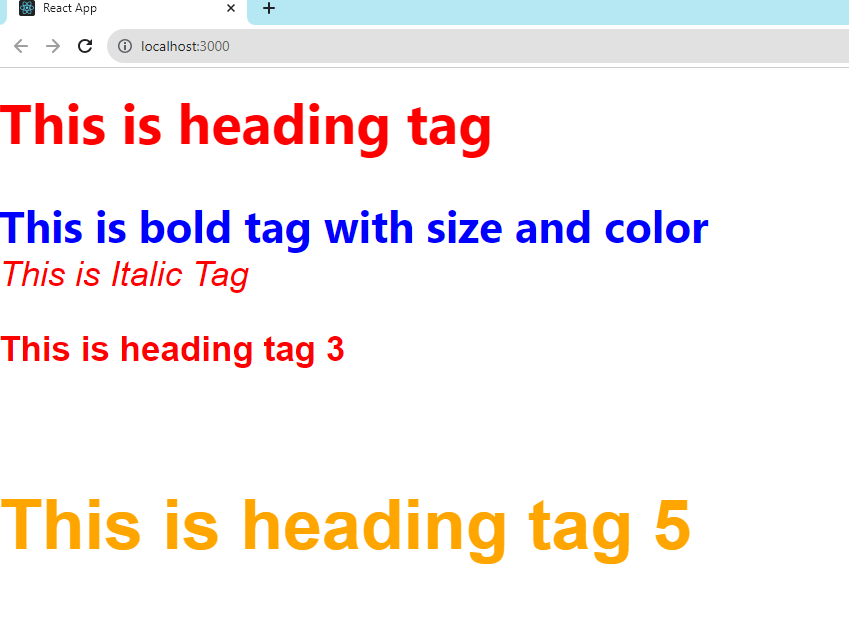 React App
localhost:3000
This is heading tag
This is bold tag with size and color
This is Italic Tag
This is heading tag 3
This is heading tag 5